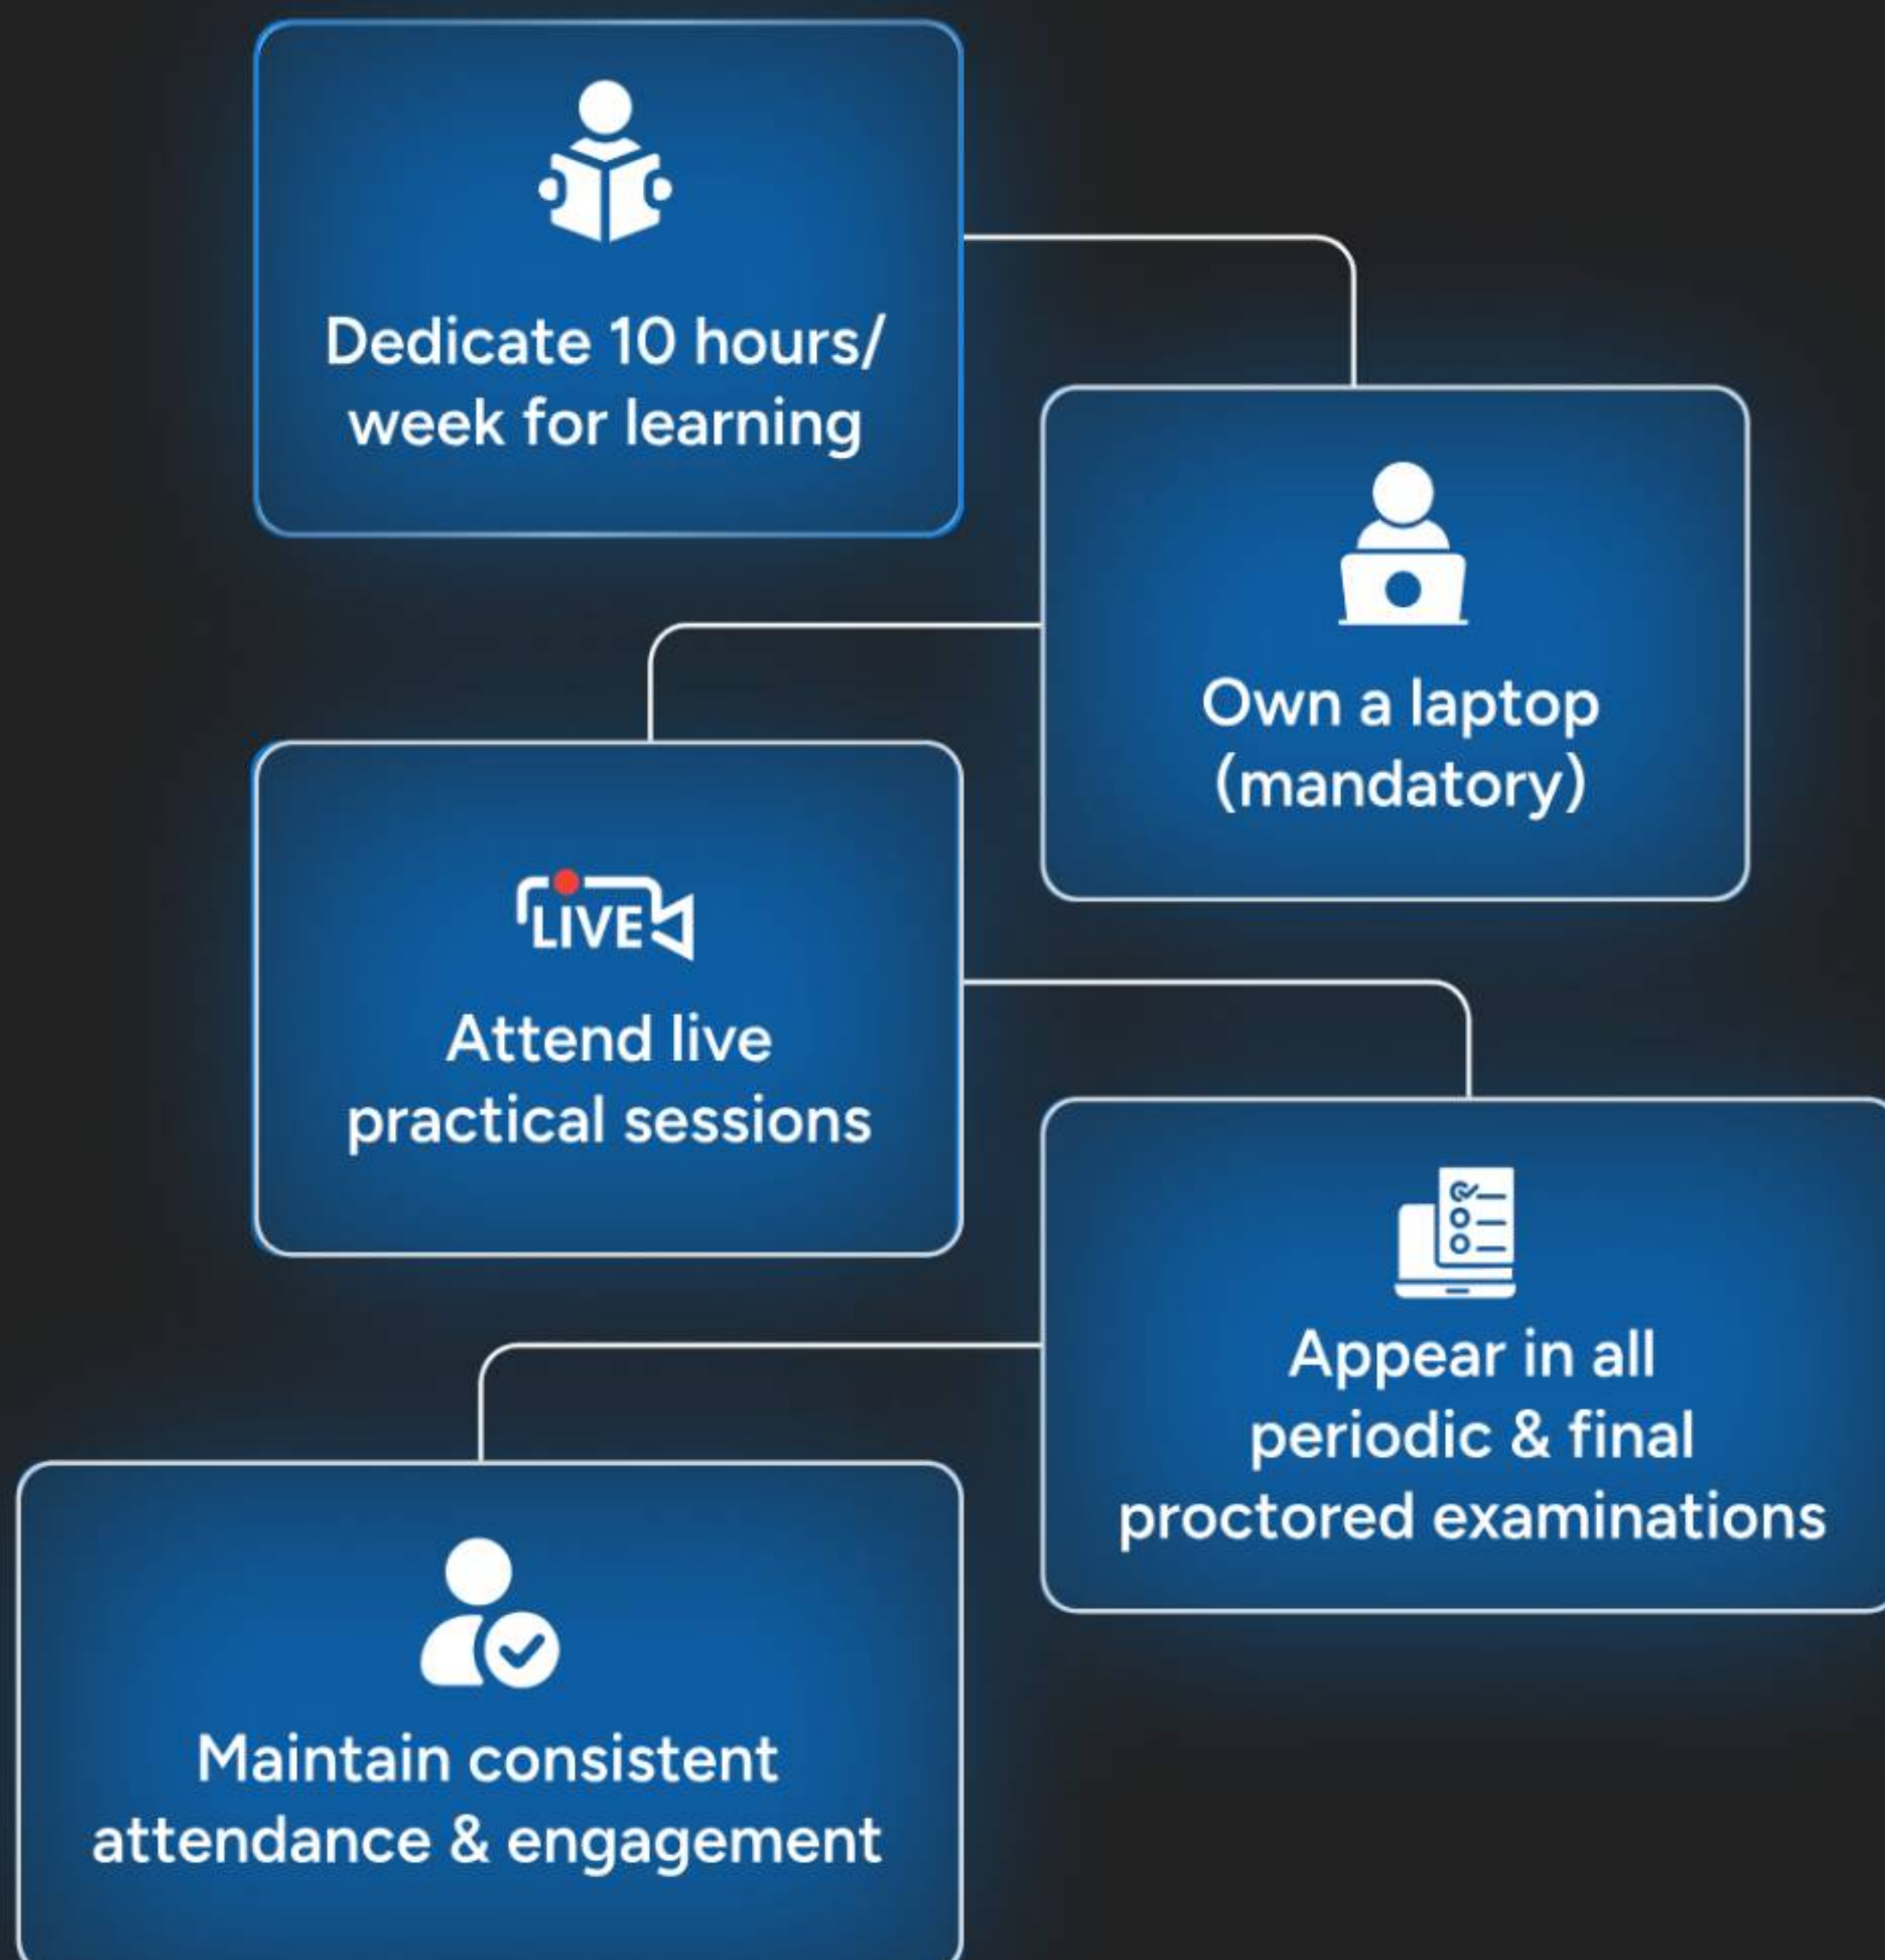 Dedicate 10 hours/
week for learning
Own a laptop
(mandatory)
LIVE
Attend live
practical sessions
Appear in all
periodic & final
proctored examinations
Maintain consistent
attendance & engagement